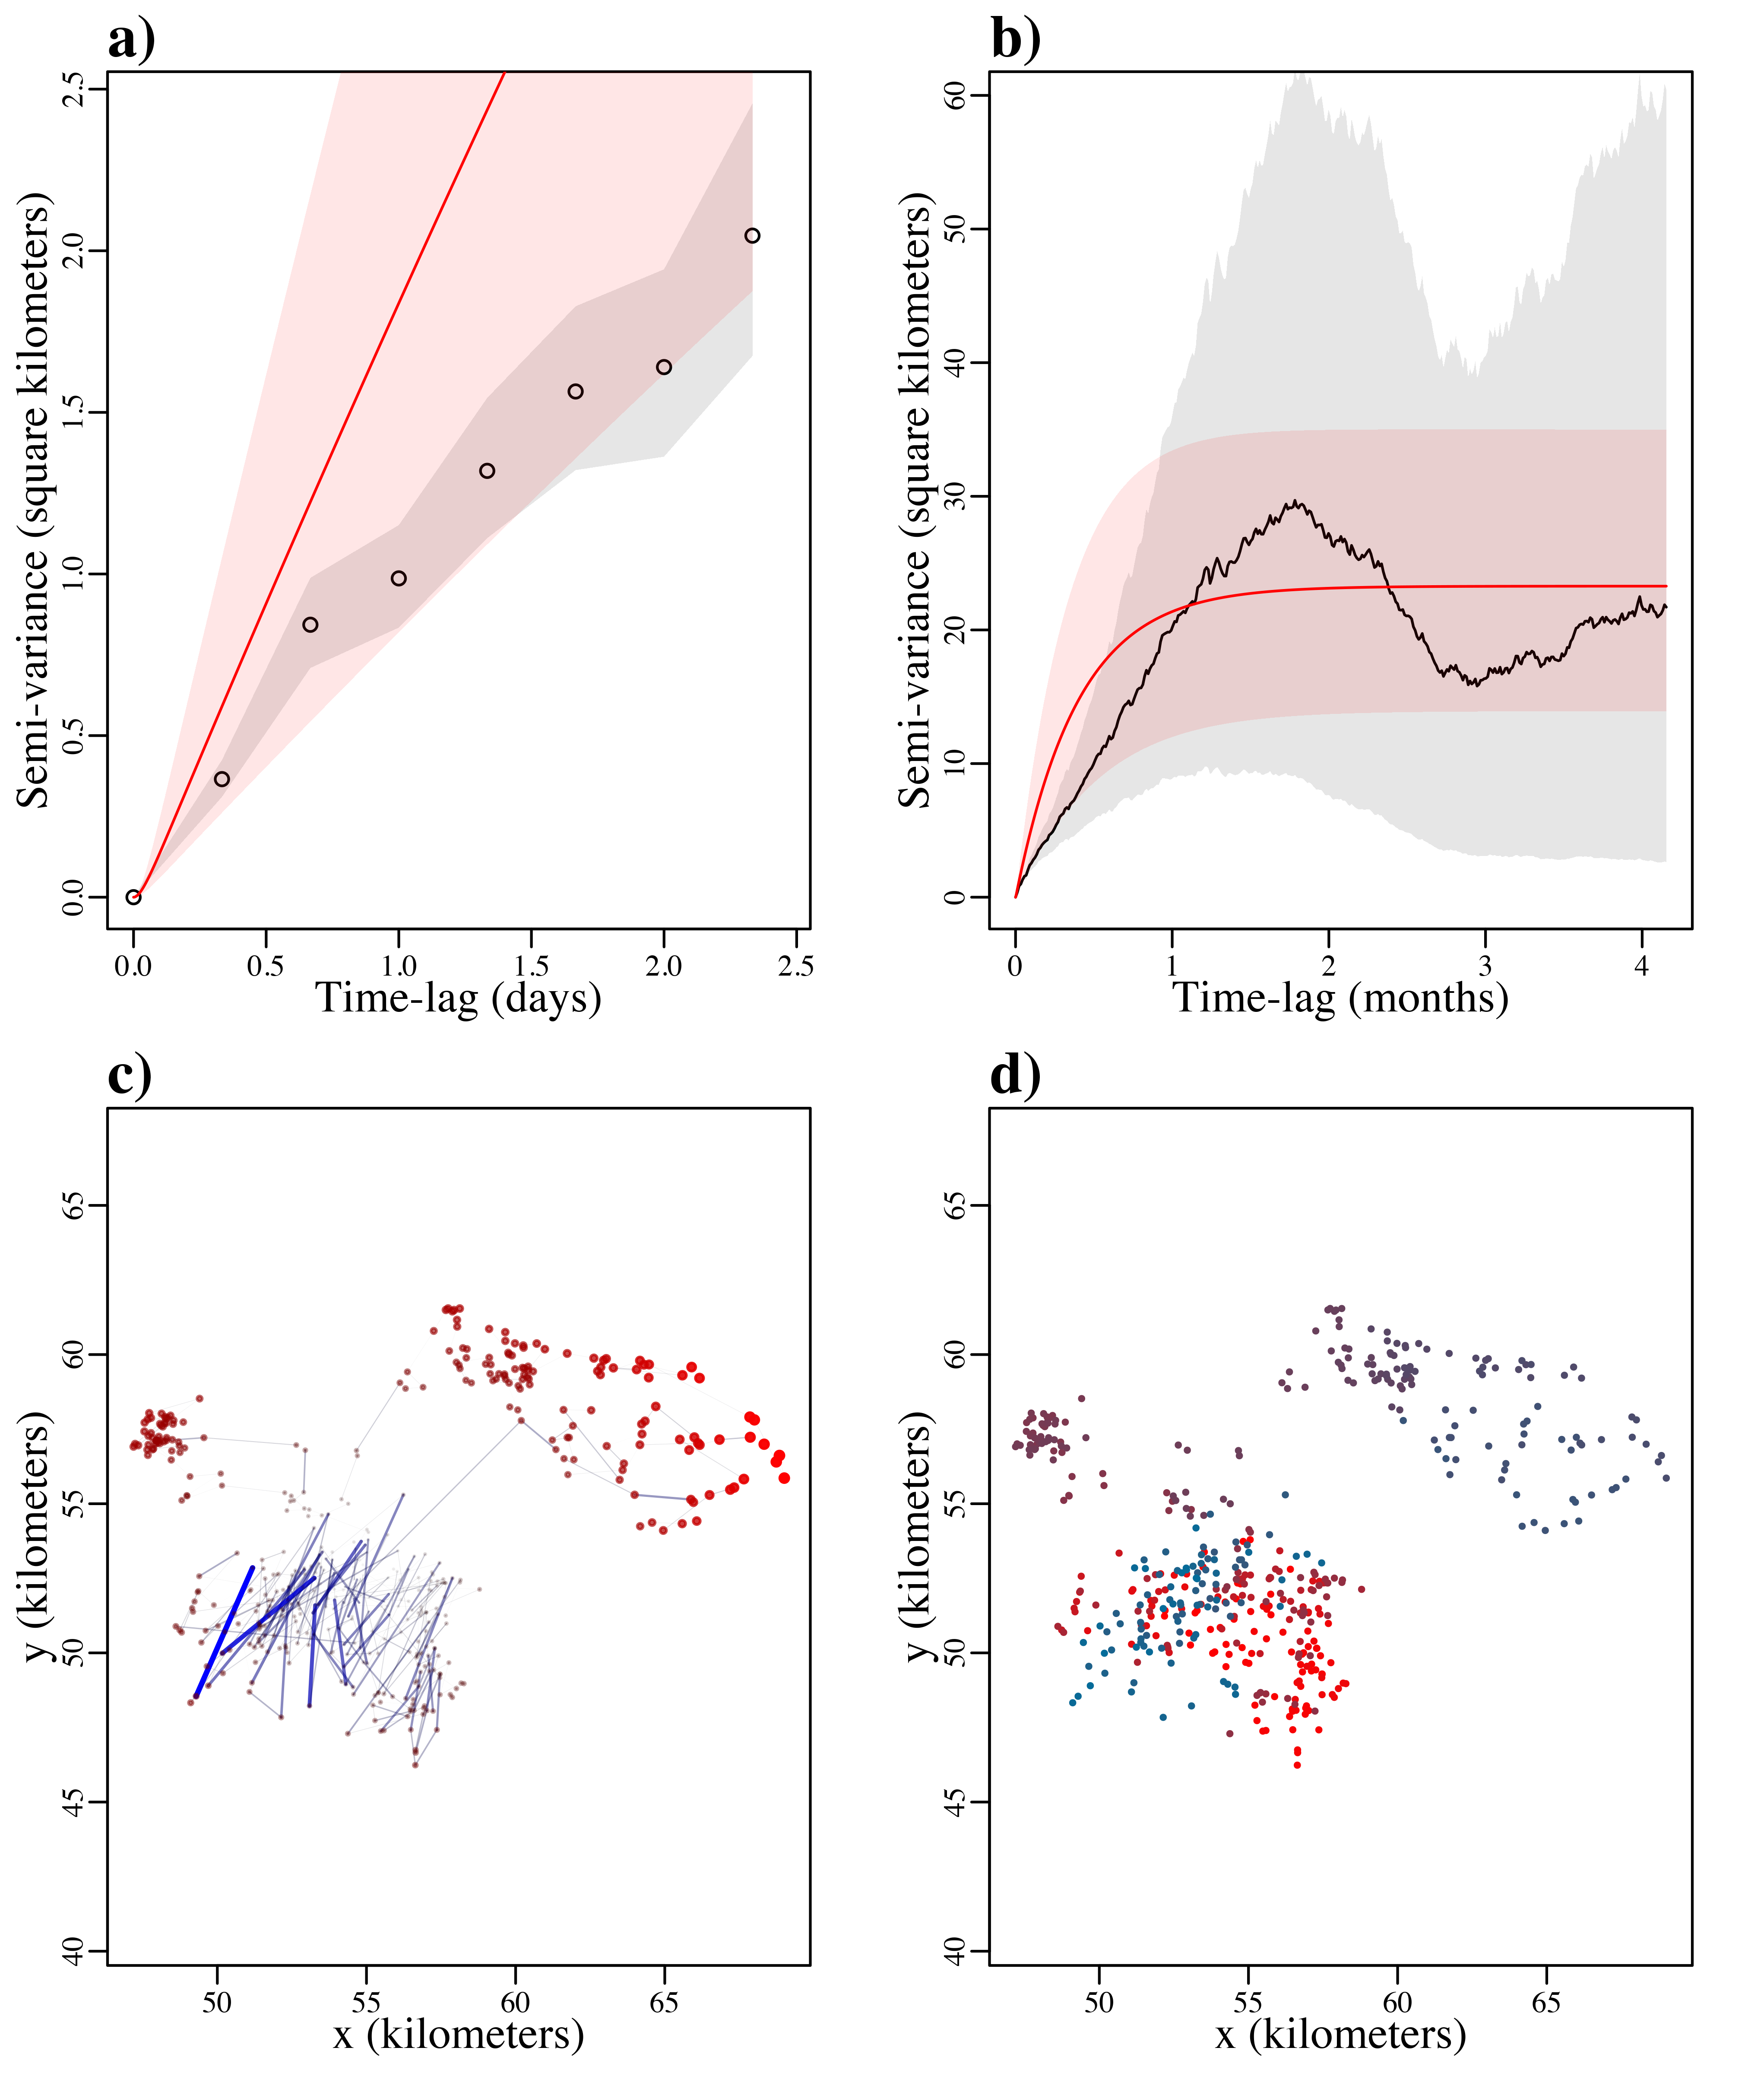 a)
Semi-variance (square kilometers)
2.5
2.0
1.5
1.0
0.5
0.0
0.0 0.5 1.0 1.5 2.0 2.5
Time-lag (days)
b)
Semi-variance (square kilometers)
60
50
40
30
20
10
0
0 1 2 3 4
Time-lag (months)
c)
y (kilometers)
65
60
55
50
45
40
50 55 60 65
x (kilometers)
d)
y (kilometers)
65
60
55
50
45
40
50 55 60 65
x (kilometers)